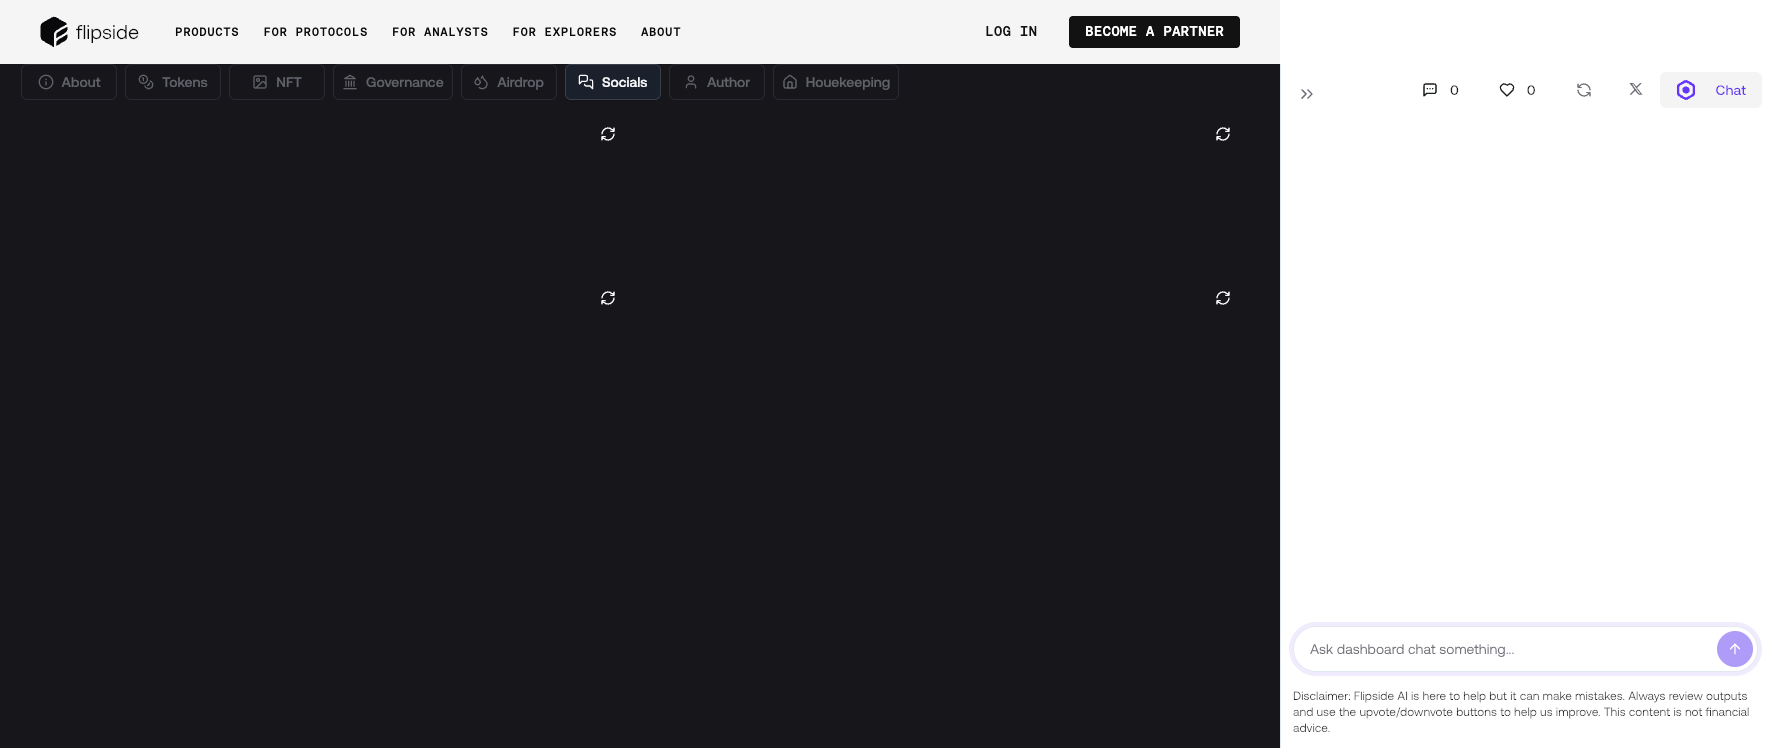 flipside PRODUCTS FOR PROTOCOLS FOR ANALYSTS FOR EXPLORERS ABOUT LOG IN BECOME A PARTNER
About Tokens NFT Governance Airdrop Socials Author Houekeeping
0 0 Chat
Ask dashboard chat something...
Disclaimer: Flipside AI is here to help but it can make mistakes. Always review outputs
and use the upvote/downvote buttons to help us improve. This content is not financial
advice.